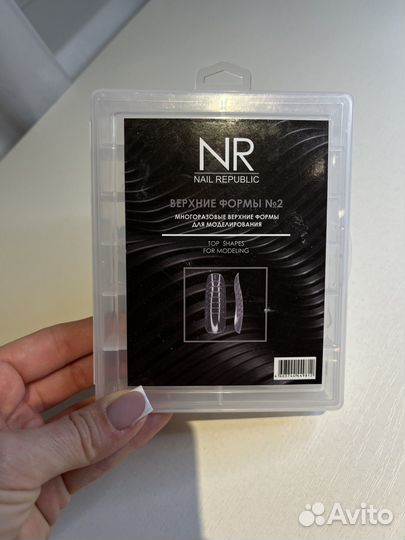 NR
NAIL REPUBLIC
ВЕРХНИЕ ФОРМЫ №2
МНОГОРАЗОВЫЕ ВЕРХНИЕ ФОРМЫ
ДЛЯ МОДЕЛИРОВАНИЯ
TOP SHAPES
FOR MODELING
Avito